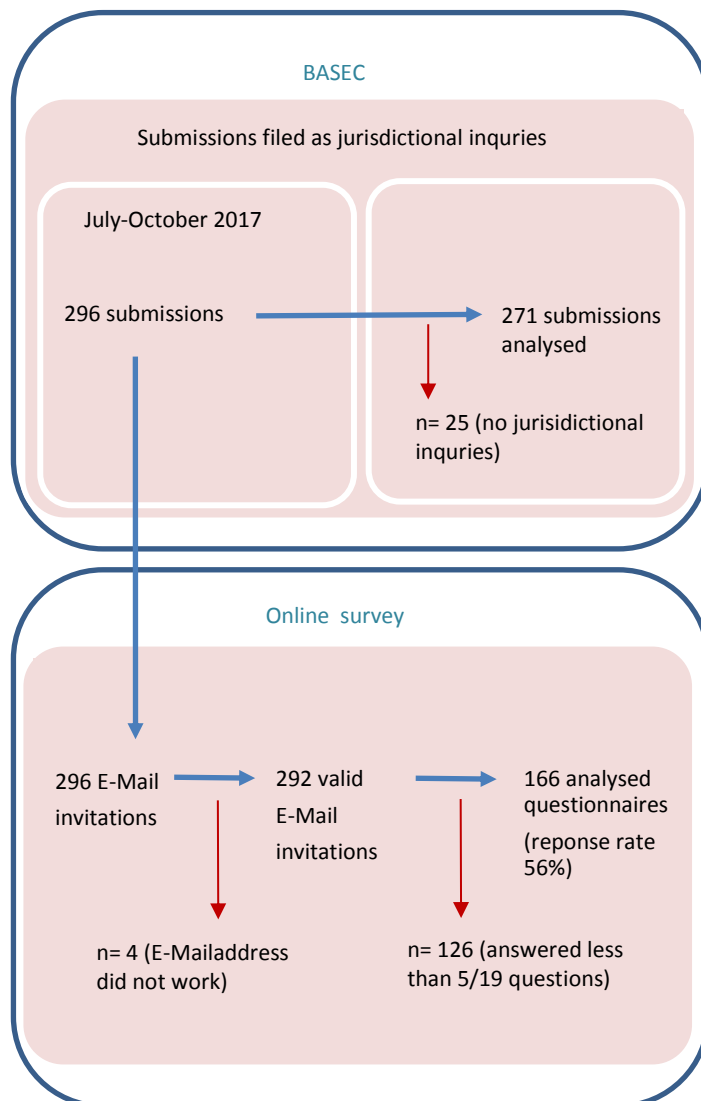 BASEC
Submissions filed as jurisdictional inquries
July-October 2017
296 submissions
271 submissions
analysed
n= 25 (no jurisidictional
inquries)
Online survey
296 E-Mail
invitations
292 valid
E-Mail
invitations
166 analysed
questionnaires
(reponse rate
56%)
n= 4 (E-Mailaddress
did not work)
n= 126 (answered less
than 5/19 questions)